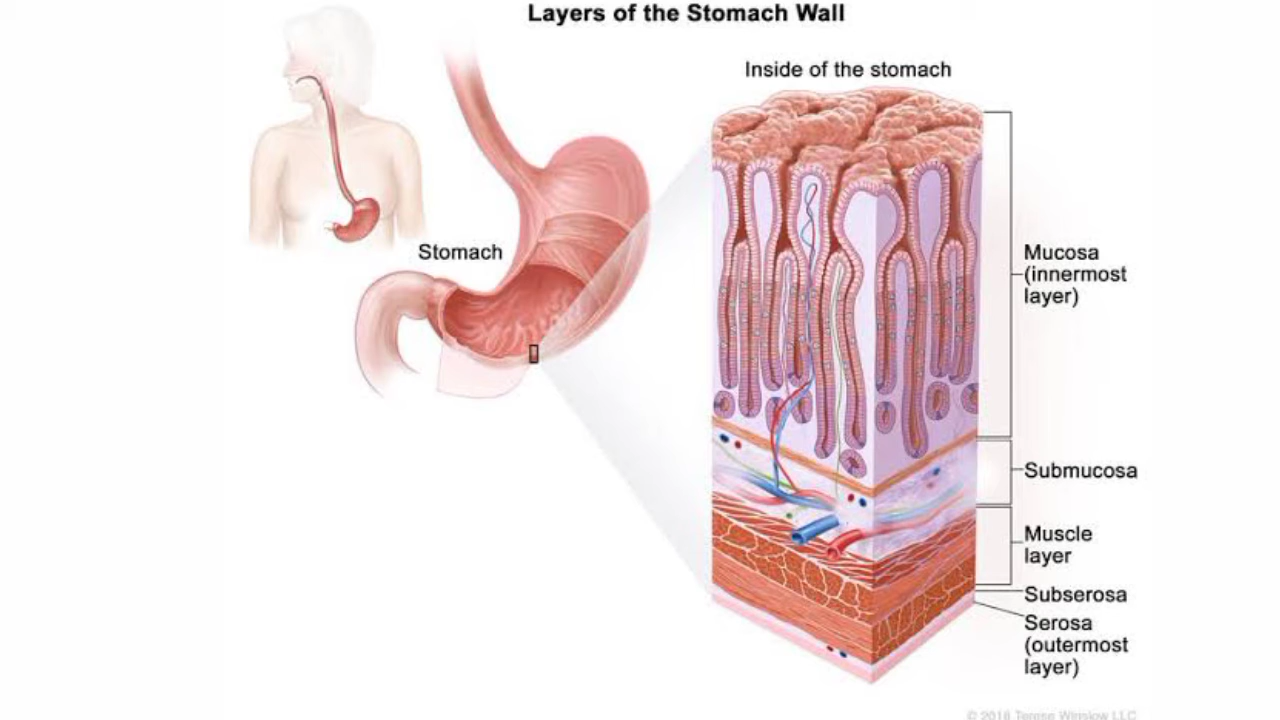 Layers of the Stomach Wall
Inside of the stomach
Stomach
Mucosa
(innermost
layer)
Submucosa
Muscle
layer
Subserosa
Serosa
(outermost
layer)
© 2018 Terese Winslow LLC